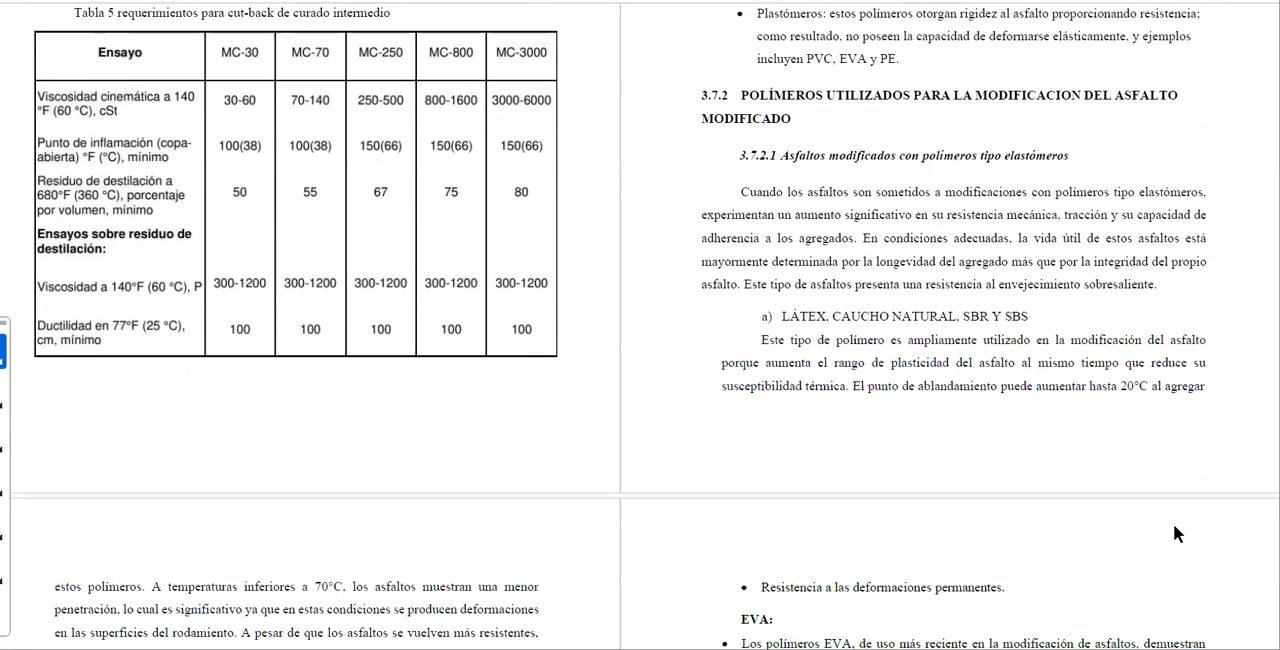 Tabla 5 requerimientos para cut-back de curado intermedio
Ensayo MC-30 MC-70 MC-250 MC-800 MC-3000
Viscosidad cinemática a 140
°F (60 °C), cSt 30-60 70-140 250-500 800-1600 3000-6000
Punto de inflamación (copa-
abierta) °F (°C), mínimo 100(38) 100(38) 150(66) 150(66) 150(66)
Residuo de destilación a
680°F (360 °C), porcentaje 50 55 67 75 80
por volumen, mínimo
Ensayos sobre residuo de
destilación:
Viscosidad a 140°F (60 °C), P 300-1200 300-1200 300-1200 300-1200 300-1200
Ductilidad en 77°F (25 °C),
cm, mínimo 100 100 100 100 100
• Plastómeros: estos polímeros otorgan rigidez al asfalto proporcionando resistencia;
como resultado, no poseen la capacidad de deformarse elásticamente, y ejemplos
incluyen PVC, EVA y PE.
3.7.2 POLÍMEROS UTILIZADOS PARA LA MODIFICACION DEL ASFALTO
MODIFICADO
3.7.2.1 Asfaltos modificados con polímeros tipo elastómeros
Cuando los asfaltos son sometidos a modificaciones con polímeros tipo elastómeros,
experimentan un aumento significativo en su resistencia mecánica, tracción y su capacidad de
adherencia a los agregados. En condiciones adecuadas, la vida útil de estos asfaltos está
mayormente determinada por la longevidad del agregado más que por la integridad del propio
asfalto. Este tipo de asfaltos presenta una resistencia al envejecimiento sobresaliente.
a) LÁTEX, CAUCHO NATURAL, SBR Y SBS
Este tipo de polímero es ampliamente utilizado en la modificación del asfalto
porque aumenta el rango de plasticidad del asfalto al mismo tiempo que reduce su
susceptibilidad térmica. El punto de ablandamiento puede aumentar hasta 20°C al agregar
estos polímeros. A temperaturas inferiores a 70°C, los asfaltos muestran una menor
penetración, lo cual es significativo ya que en estas condiciones se producen deformaciones
en las superficies del rodamiento. A pesar de que los asfaltos se vuelven más resistentes,
• Resistencia a las deformaciones permanentes.
EVA:
• Los polímeros EVA, de uso más reciente en la modificación de asfaltos, demuestran